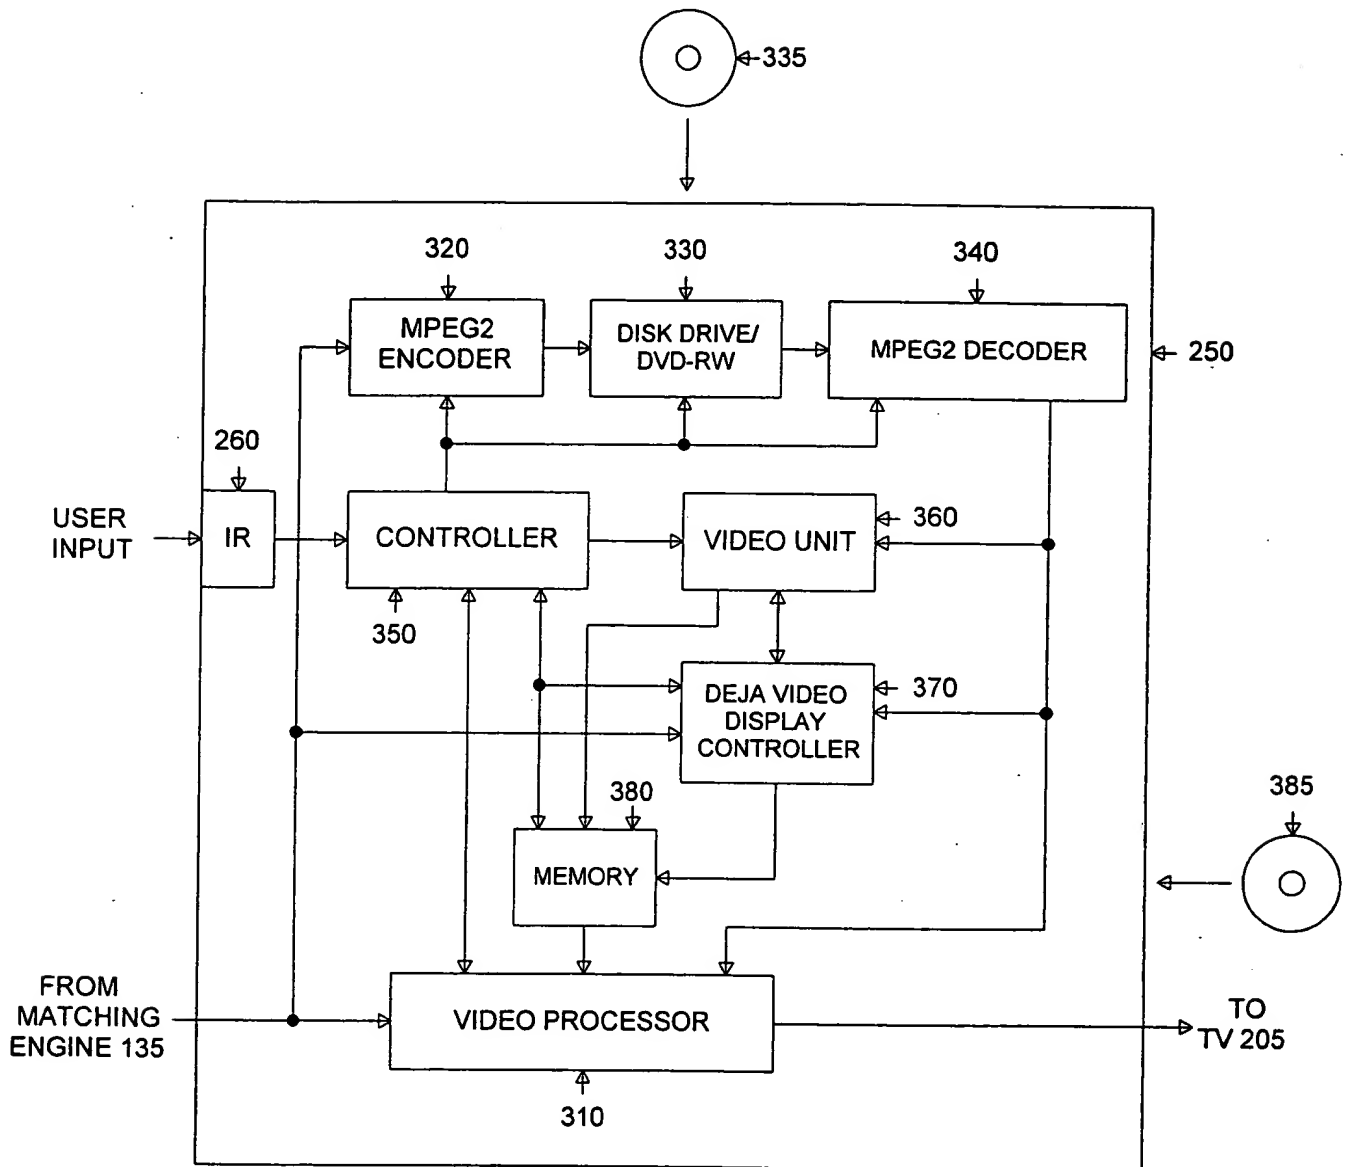 335
320
330
340
MPEG2
ENCODER
DISK DRIVE/
DVD-RW
MPEG2 DECODER
250
260
USER
INPUT
IR
CONTROLLER
VIDEO UNIT
360
350
DEJA VIDEO
DISPLAY
CONTROLLER
370
380
385
MEMORY
FROM
MATCHING
ENGINE 135
VIDEO PROCESSOR
TO
TV 205
310